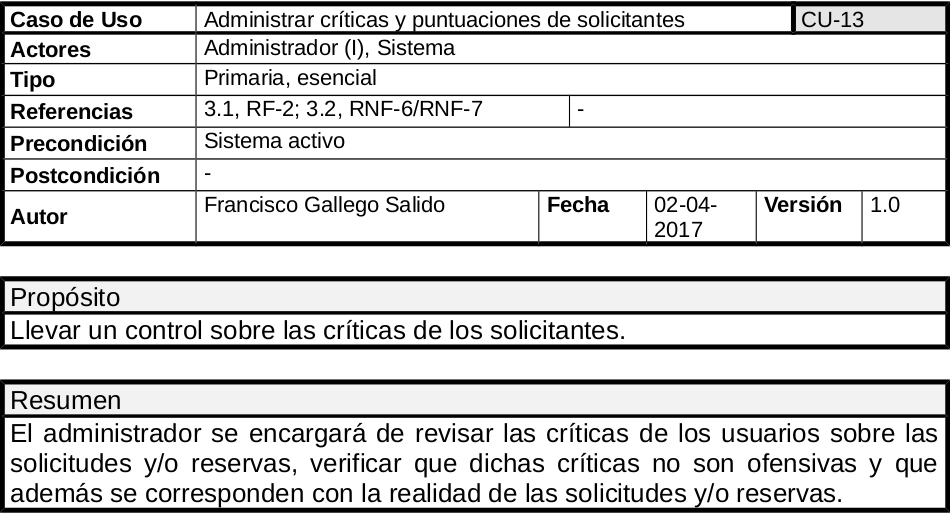 Caso de Uso Administrar críticas y puntuaciones de solicitantes CU-13
Actores Administrador (I), Sistema
Tipo Primaria, esencial
Referencias 3.1, RF-2; 3.2, RNF-6/RNF-7 -
Precondición Sistema activo
Postcondición -
Autor Francisco Gallego Salido Fecha 02-04-2017 Versión 1.0
Propósito
Llevar un control sobre las críticas de los solicitantes.
Resumen
El administrador se encargará de revisar las críticas de los usuarios sobre las
solicitudes y/o reservas, verificar que dichas críticas no son ofensivas y que
además se corresponden con la realidad de las solicitudes y/o reservas.